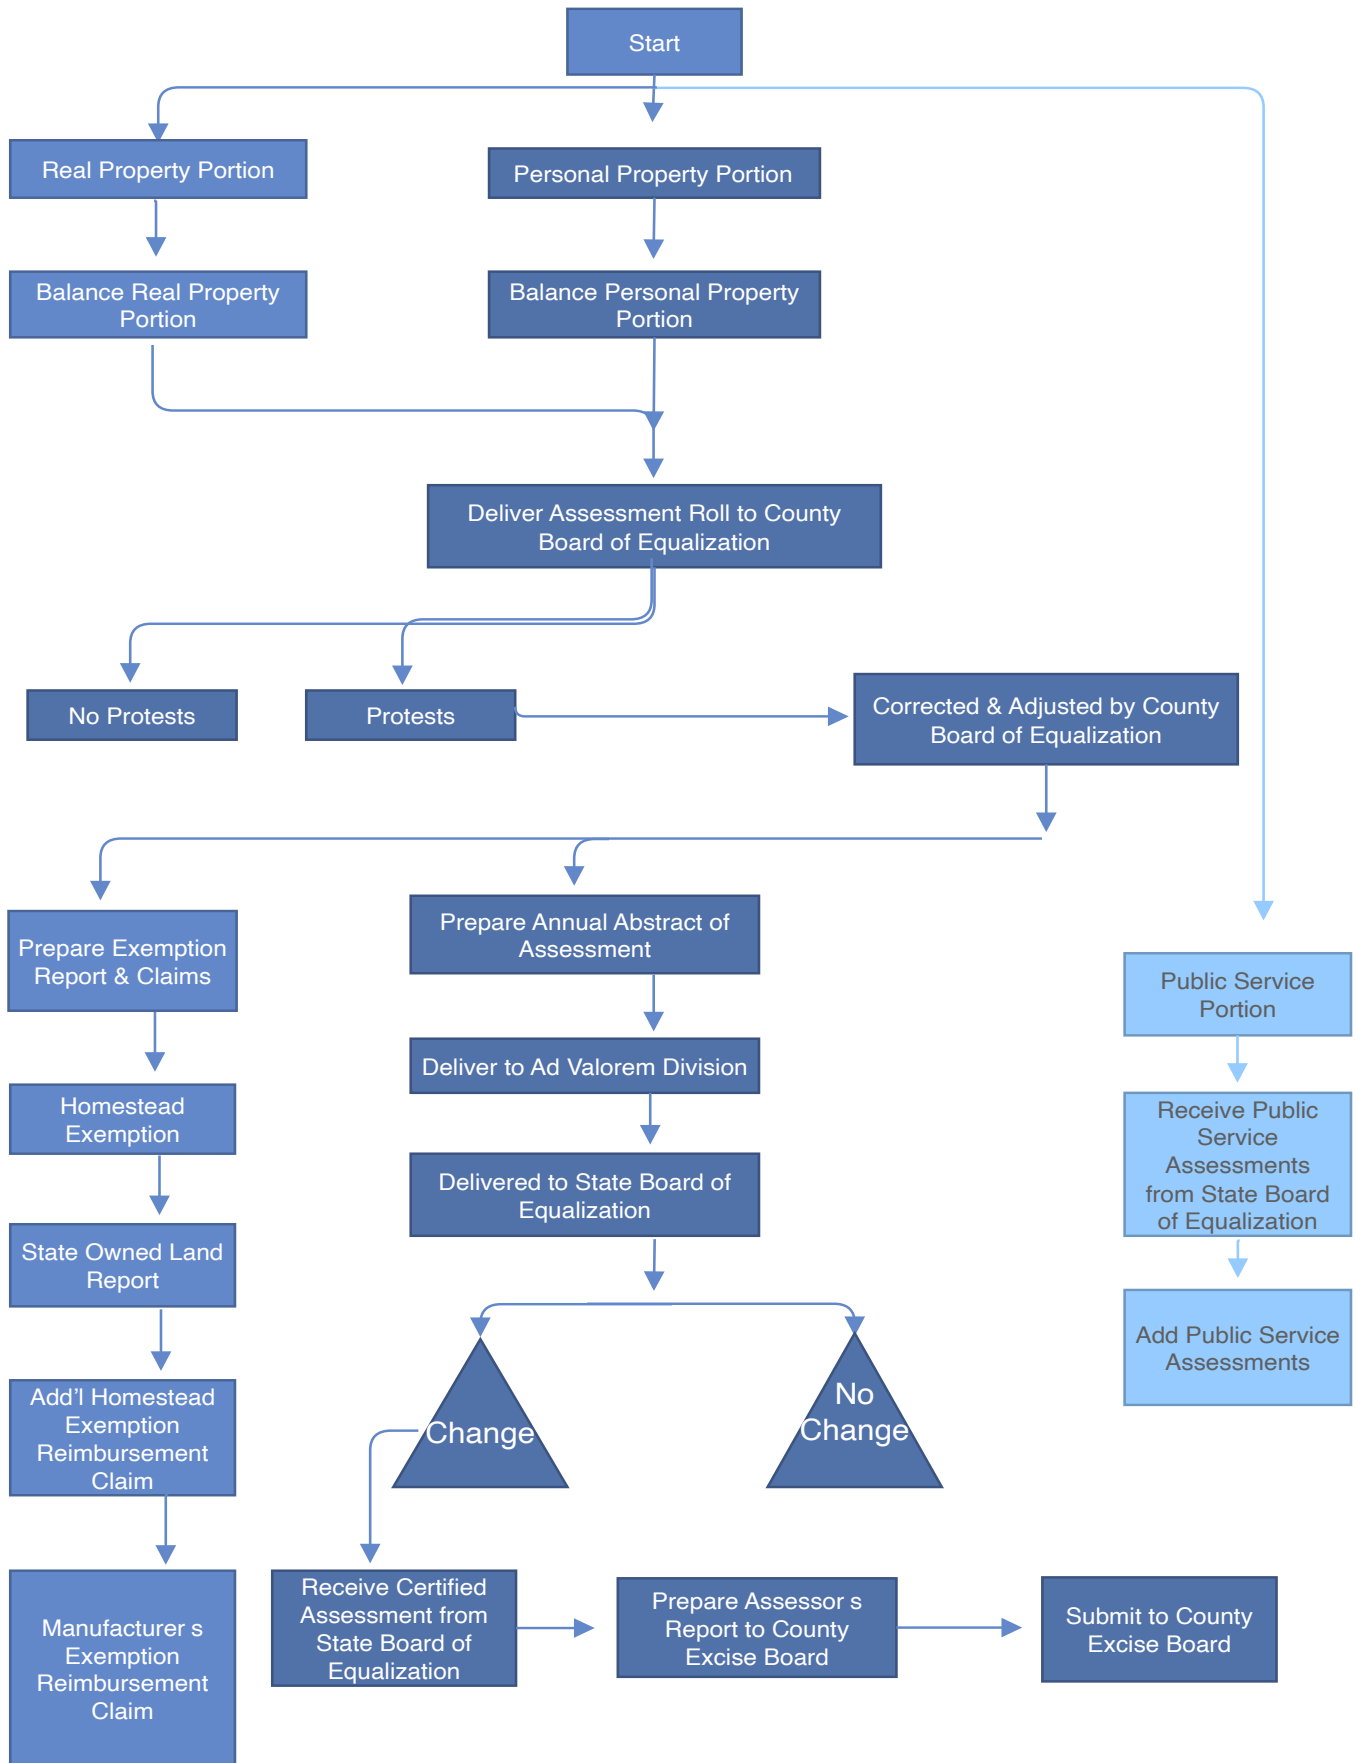 Start
Real Property Portion
Personal Property Portion
Balance Real Property
Portion
Balance Personal Property
Portion
Deliver Assessment Roll to County
Board of Equalization
No Protests
Protests
Corrected & Adjusted by County
Board of Equalization
Prepare Exemption
Report & Claims
Homestead
Exemption
State Owned Land
Report
Add’l Homestead
Exemption
Reimbursement
Claim
Manufacturer s
Exemption
Reimbursement
Claim
Prepare Annual Abstract of
Assessment
Deliver to Ad Valorem Division
Delivered to State Board of
Equalization
Change
No
Change
Receive Certified
Assessment from
State Board of
Equalization
Prepare Assessor s
Report to County
Excise Board
Submit to County
Excise Board
Public Service
Portion
Receive Public
Service
Assessments
from State Board
of Equalization
Add Public Service
Assessments